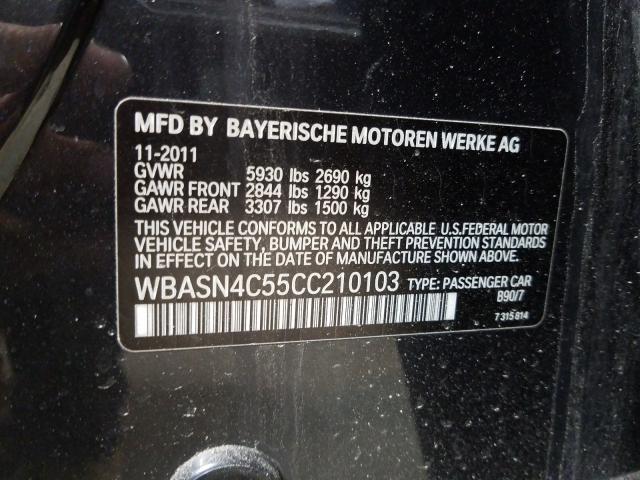 MFD BY BAYERISCHE MOTOREN WERKE AG
11-2011
GVWR 5930 lbs 2690 kg
GAWR FRONT 2844 lbs 1290 kg
GAWR REAR 3307 lbs 1500 kg
THIS VEHICLE CONFORMS TO ALL APPLICABLE U.S.FEDERAL MOTOR
VEHICLE SAFETY, BUMPER AND THEFT PREVENTION STANDARDS
IN EFFECT ON THE DATE OF MANUFACTURE SHOWN ABOVE.
WBASN4C55CC210103 TYPE: PASSENGER CAR
B90/7
7 315 814